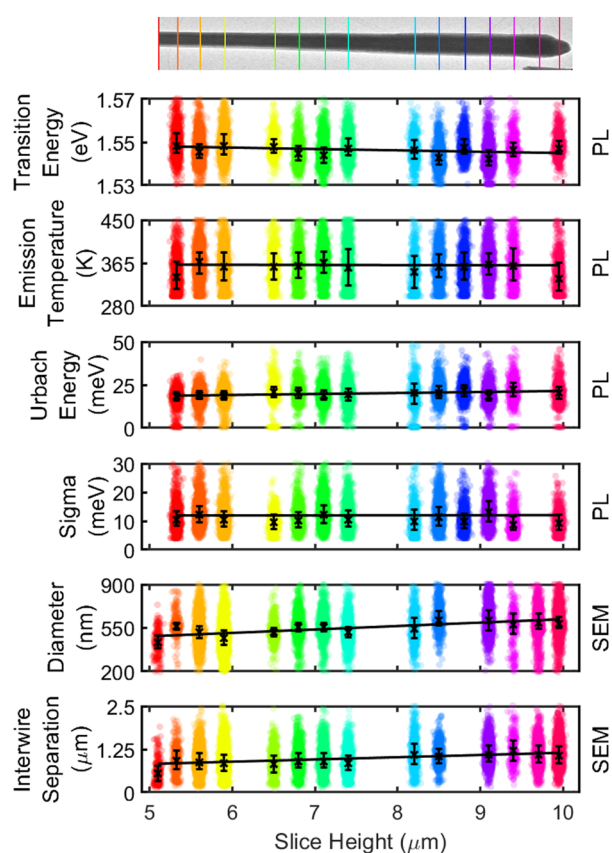 Transition
Energy
(eV)
1.57
1.55
1.53
PL
Emission
Temperature
(K)
450
365
280
PL
Urbach
Energy
(meV)
50
25
0
PL
Sigma
(meV)
30
20
10
0
PL
Diameter
(nm)
900
550
200
SEM
Interwire
Separation
(μm)
2.5
1.25
0
SEM
5 6 7 8 9 10
Slice Height (μm)